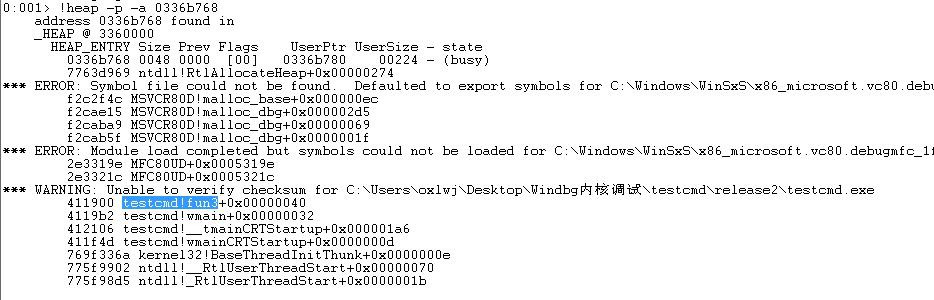 0:001> !heap -p -a 0336b768
address 0336b768 found in
_HEAP @ 3360000
HEAP_ENTRY Size Prev Flags UserPtr UserSize - state
0336b768 0048 0000 [00] 0336b780 00224 - (busy)
7763d969 ntdll!RtlAllocateHeap+0x00000274
*** ERROR: Symbol file could not be found. Defaulted to export symbols for C:\Windows\WinSxS\x86_microsoft.vc80.debu
f2c2f4c MSVCR80D!malloc_base+0x000000ec
f2cae15 MSVCR80D!malloc_dbg+0x000002d5
f2caba9 MSVCR80D!malloc_dbg+0x00000069
f2cab5f MSVCR80D!malloc_dbg+0x0000001f
*** ERROR: Module load completed but symbols could not be loaded for C:\Windows\WinSxS\x86_microsoft.vc80.debugmfc_1f
2e3319e MFC80UD+0x0005319e
2e3321c MFC80UD+0x0005321c
*** WARNING: Unable to verify checksum for C:\Users\oxlwj\Desktop\Windbg内核调试\testcmd\release2\testcmd.exe
411900 testcmd!fun3+0x00000040
4119b2 testcmd!wmain+0x00000032
412106 testcmd!__tmainCRTStartup+0x000001a6
411f4d testcmd!wmainCRTStartup+0x0000000d
769f336a kernel32!BaseThreadInitThunk+0x0000000e
775f9902 ntdll!__RtlUserThreadStart+0x00000070
775f98d5 ntdll!_RtlUserThreadStart+0x0000001b